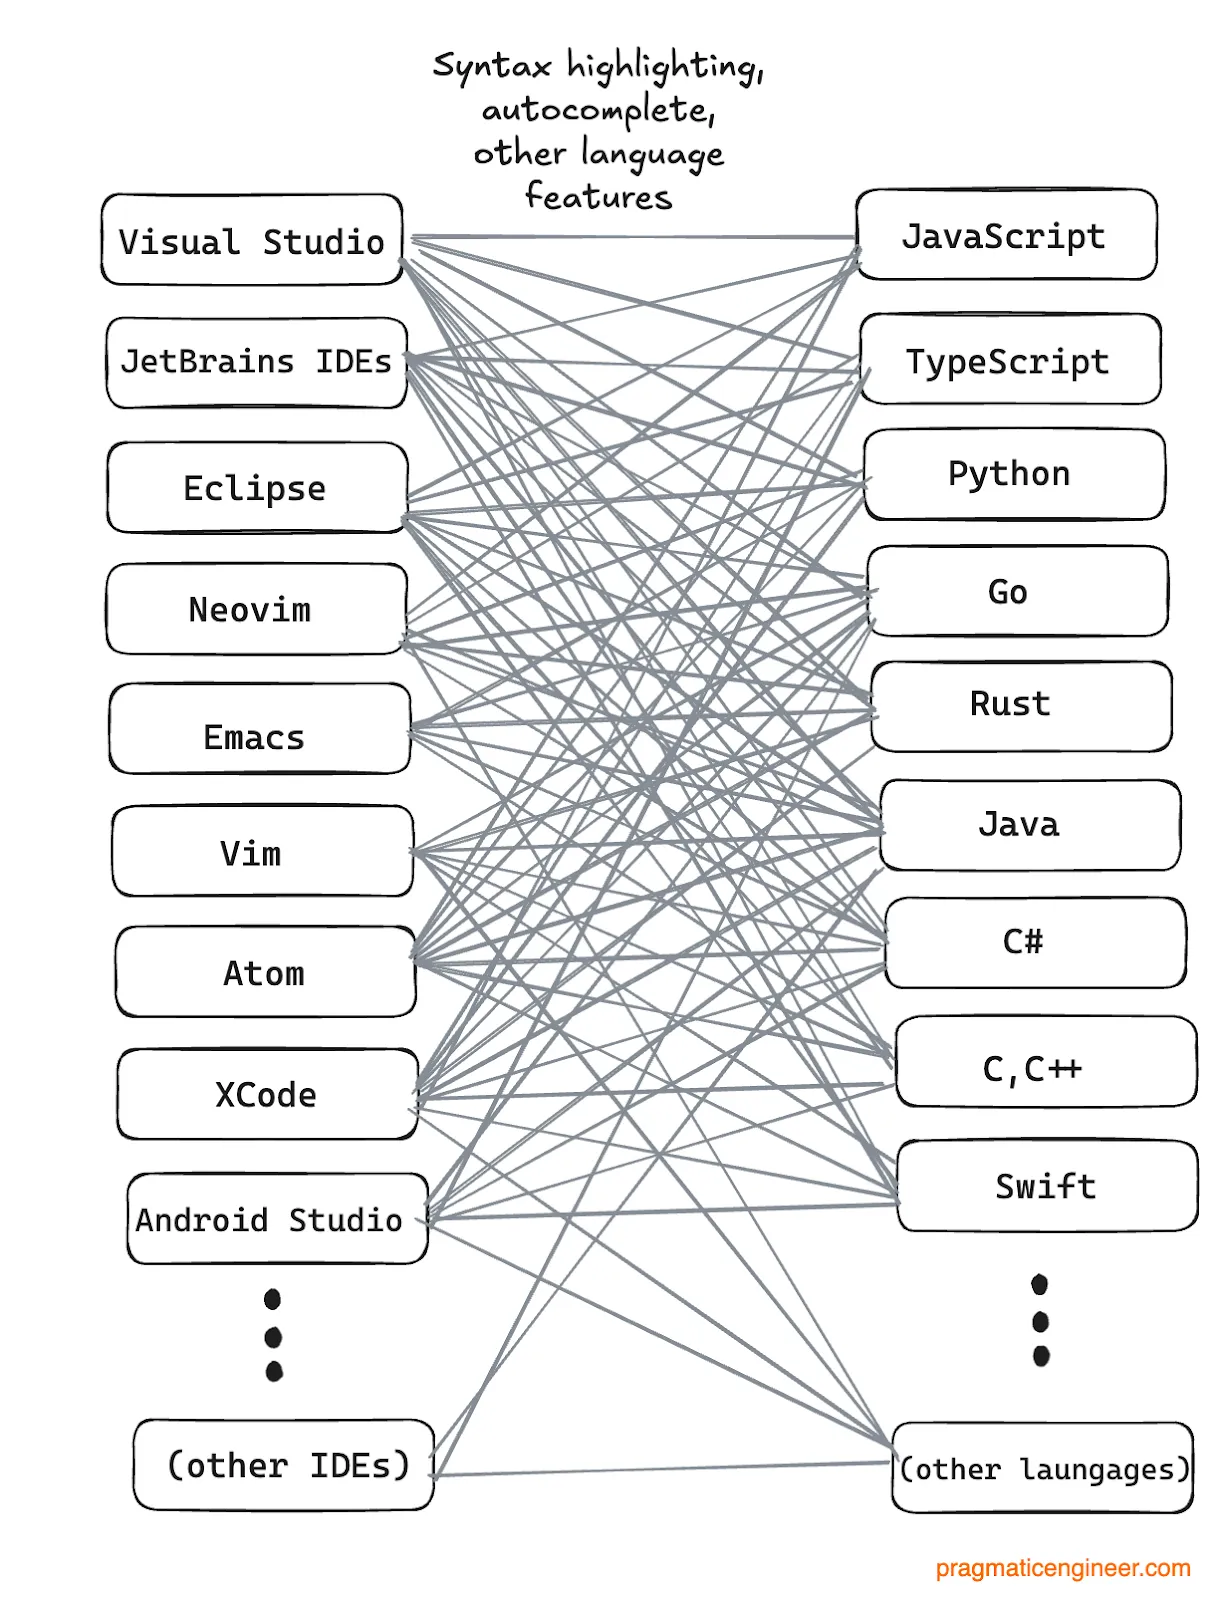 Syntax highlighting,
autocomplete,
other language
features
Visual Studio
JetBrains IDEs
Eclipse
Neovim
Emacs
Vim
Atom
XCode
Android Studio
(other IDEs)
JavaScript
TypeScript
Python
Go
Rust
Java
C#
C,C++
Swift
(other laungages)
pragmaticengineer.com